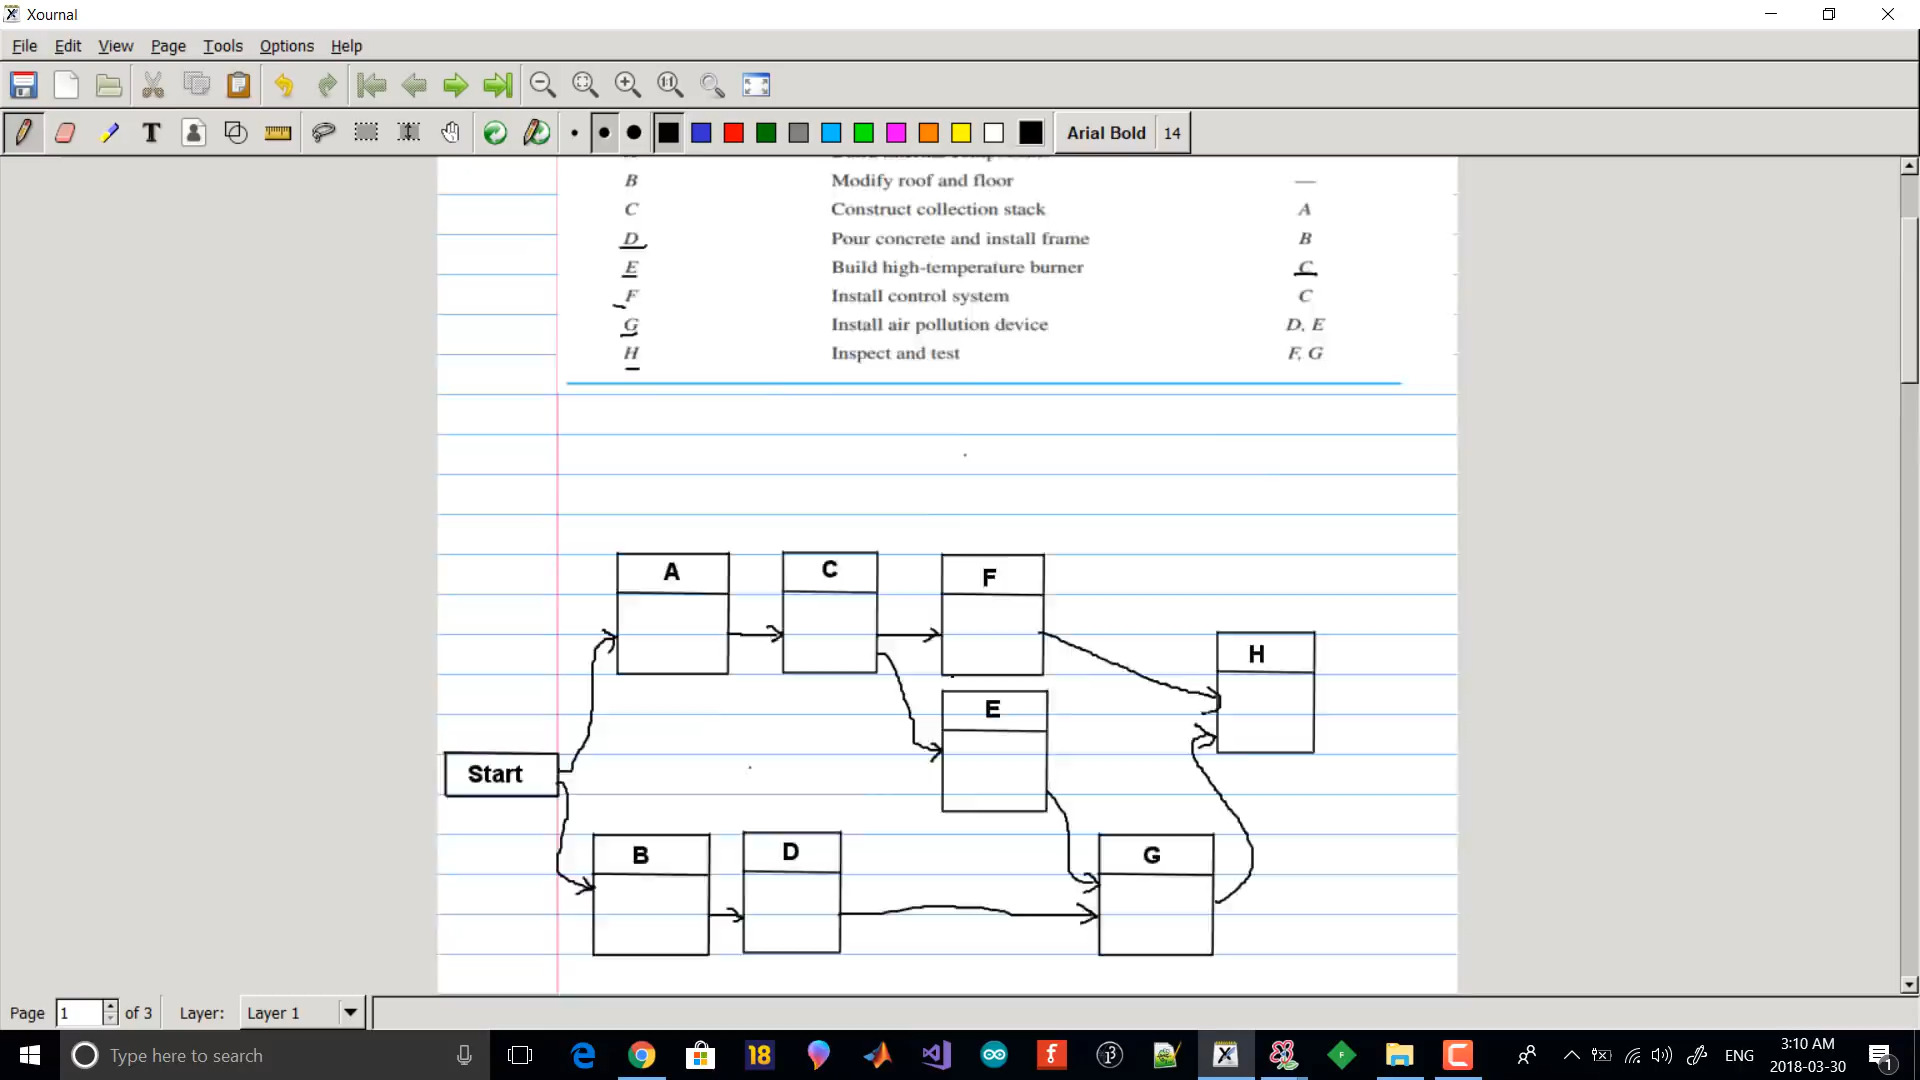 Xournal
File Edit View Page Tools Options Help
Arial Bold 14
B Modify roof and floor —
C Construct collection stack A
D Pour concrete and install frame B
E Build high-temperature burner C
F Install control system C
G Install air pollution device D, E
H Inspect and test F, G
A C F
H
E
Start
B D G
Page 1 of 3 Layer: Layer 1
Type here to search
18
ENG
3:10 AM
2018-03-30
1